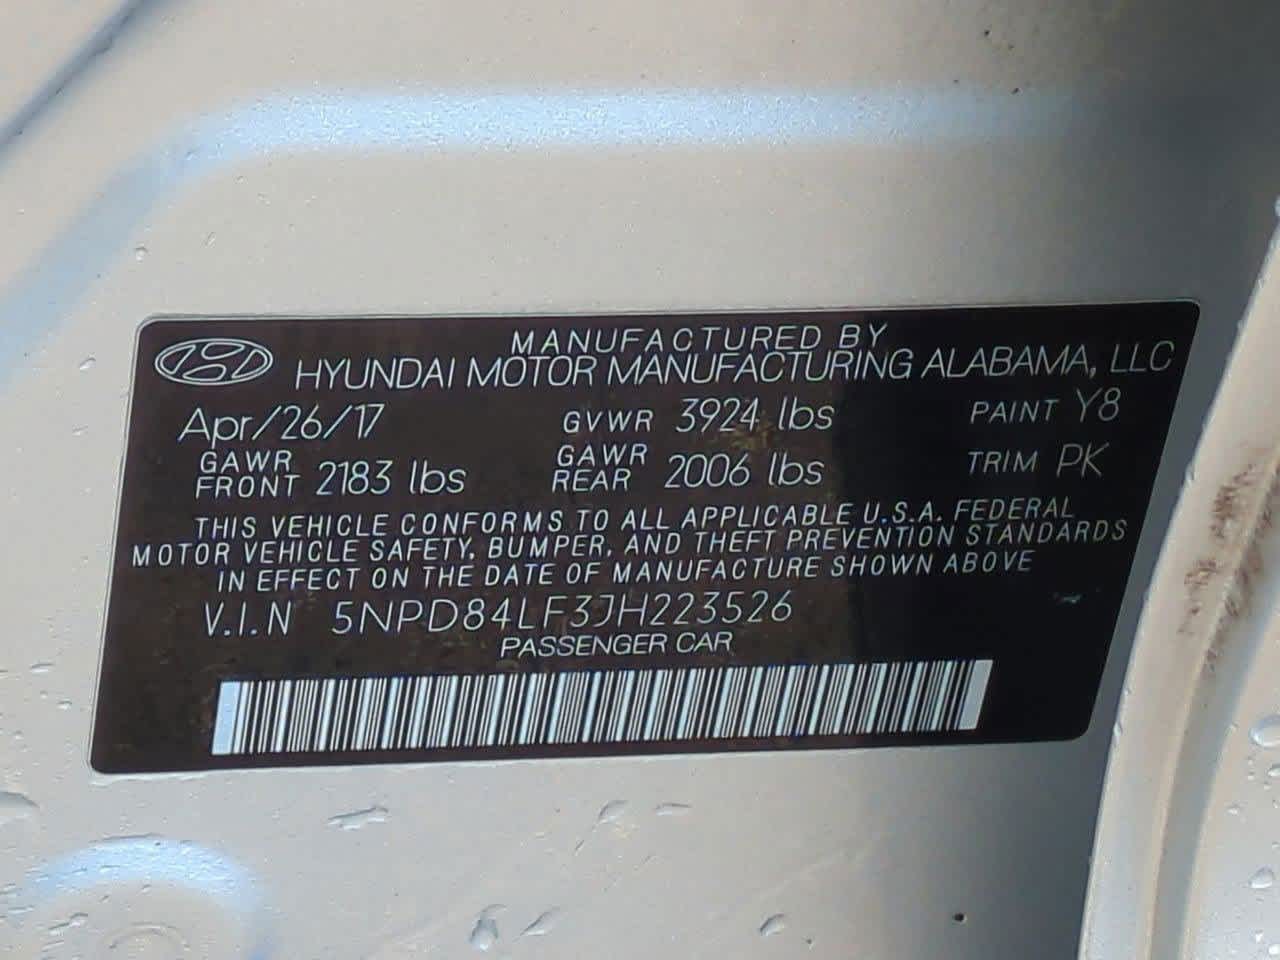 MANUFACTURED BY
HYUNDAI MOTOR MANUFACTURING ALABAMA, LLC
Apr/26/17 GVWR 3924 lbs PAINT Y8
GAWR FRONT 2183 lbs GAWR REAR 2006 lbs TRIM PK
THIS VEHICLE CONFORMS TO ALL APPLICABLE U.S.A. FEDERAL
MOTOR VEHICLE SAFETY, BUMPER, AND THEFT PREVENTION STANDARDS
IN EFFECT ON THE DATE OF MANUFACTURE SHOWN ABOVE
V.I.N 5NPD84LF3JH223526
PASSENGER CAR